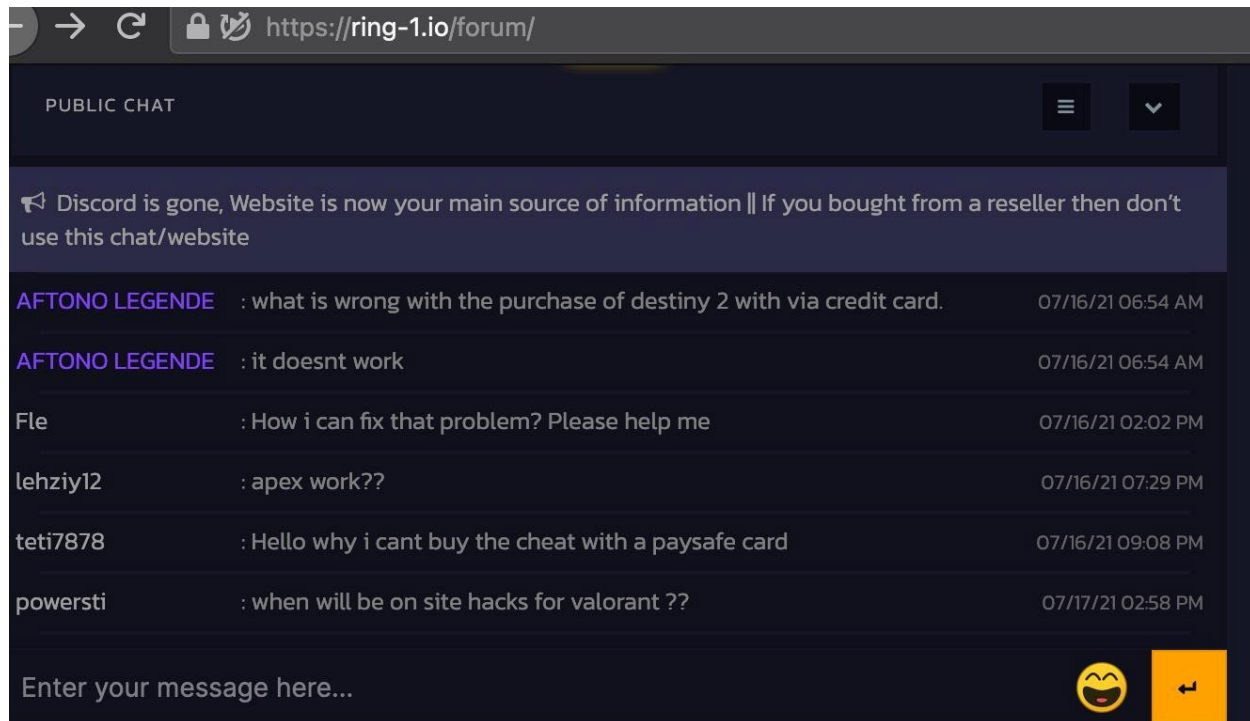 https://ring-1.io/forum/
PUBLIC CHAT
Discord is gone, Website is now your main source of information || If you bought from a reseller then don't
use this chat/website
AFTONO LEGENDE : what is wrong with the purchase of destiny 2 with via credit card. 07/16/21 06:54 AM
AFTONO LEGENDE : it doesnt work 07/16/21 06:54 AM
Fle : How i can fix that problem? Please help me 07/16/21 02:02 PM
lehziy12 : apex work?? 07/16/21 07:29 PM
teti7878 : Hello why i cant buy the cheat with a paysafe card 07/16/21 09:08 PM
powersti : when will be on site hacks for valorant ?? 07/17/21 02:58 PM
Enter your message here...